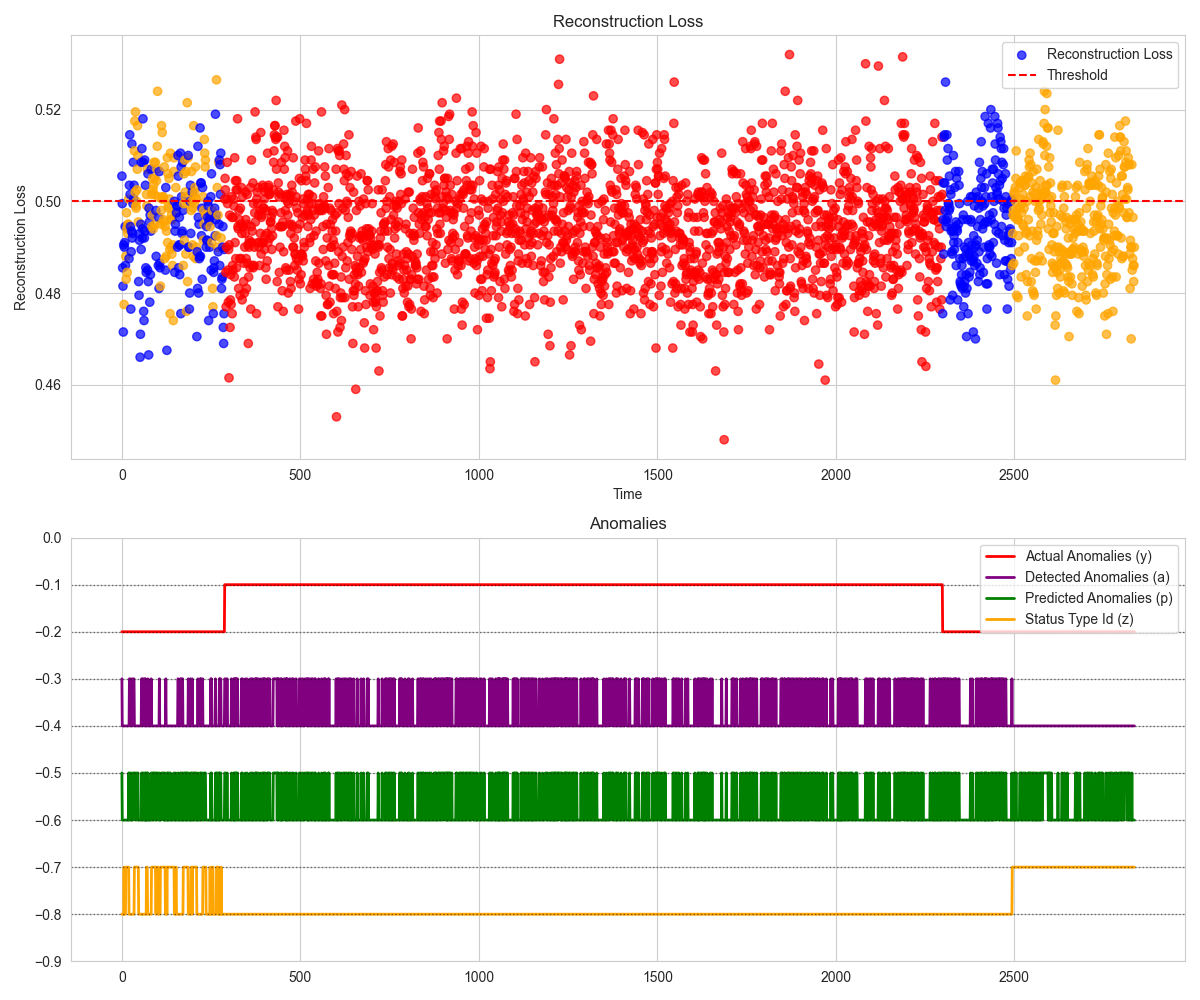 Reconstruction Loss
Reconstruction Loss
0.52
0.50
0.48
0.46
Reconstruction Loss
Threshold
0
500
1000
1500
2000
2500
Time
Anomalies
0.0
−0.1
−0.2
−0.3
−0.4
−0.5
−0.6
−0.7
−0.8
−0.9
Actual Anomalies (y)
Detected Anomalies (a)
Predicted Anomalies (p)
Status Type Id (z)
0
500
1000
1500
2000
2500